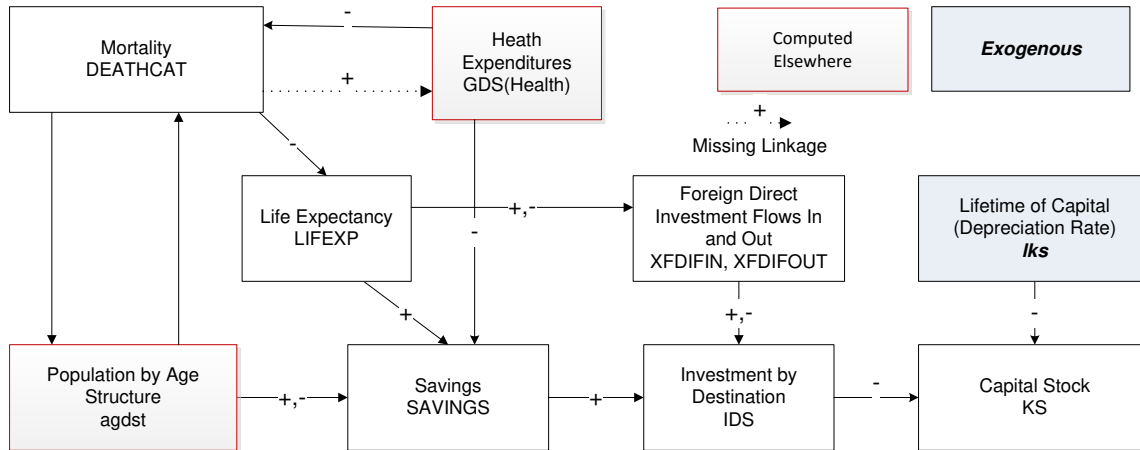 Mortality
DEATHCAT
-
+
Heath
Expenditures
GDS(Health)
Computed
Elsewhere
Exogenous
+
Missing Linkage
-
Life Expectancy
LIFEXP
+,-
-
Foreign Direct
Investment Flows In
and Out
XFDIFIN, XFDIFOUT
Lifetime of Capital
(Depreciation Rate)
lks
+
+,-
-
Population by Age
Structure
agdst
+,-
Savings
SAVINGS
+
Investment by
Destination
IDS
-
Capital Stock
KS